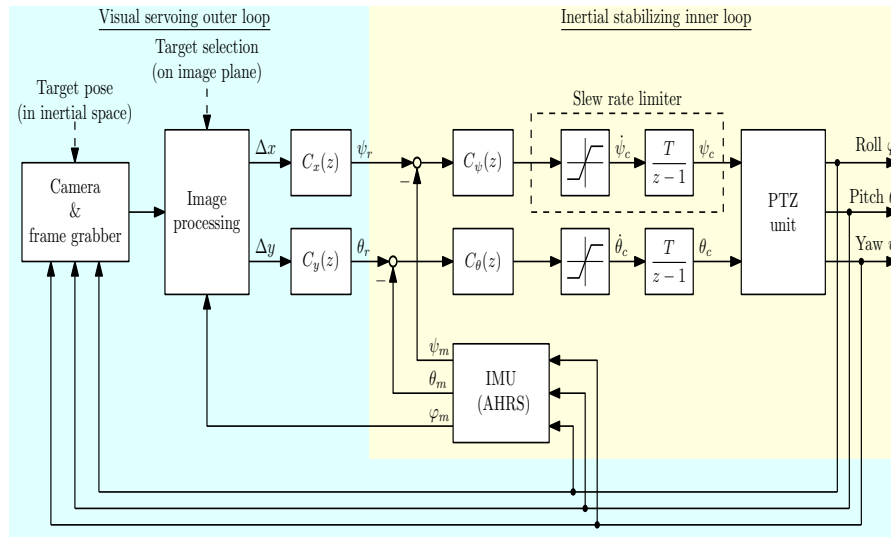 Visual servoing outer loop
Inertial stabilizing inner loop
Target selection
(on image plane)
Target pose
(in inertial space)
Slew rate limiter
Camera
&
frame grabber
Image
processing
Δx
C_x(z)
ψ_r
−
C_ψ(z)
ψ̇_c
T
z − 1
ψ_c
PTZ
unit
Roll
Pitch
Yaw
Δy
C_y(z)
θ_r
−
C_θ(z)
θ̇_c
T
z − 1
θ_c
ψ_m
θ_m
φ_m
IMU
(AHRS)